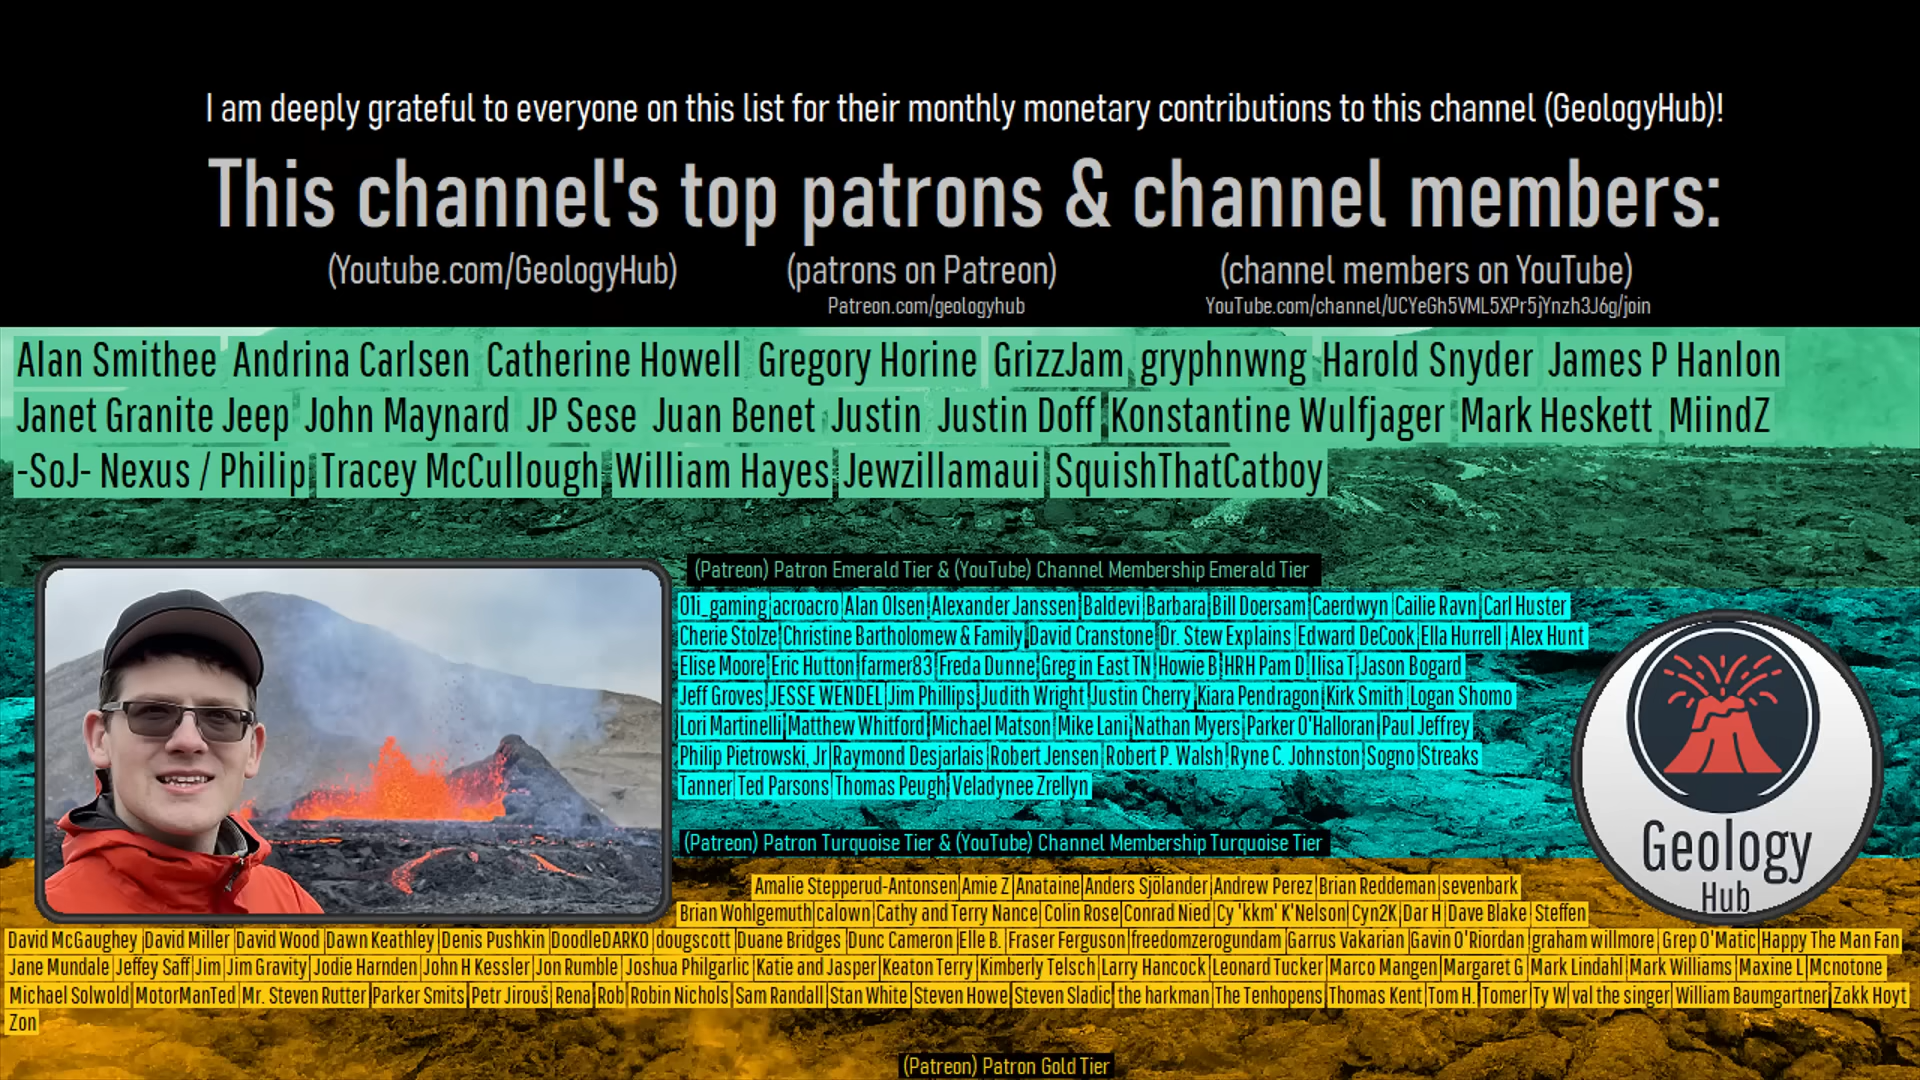 I am deeply grateful to everyone on this list for their monthly monetary contributions to this channel (GeologyHub)!
This channel's top patrons & channel members:
(Youtube.com/GeologyHub) (patrons on Patreon) (channel members on YouTube)
Patreon.com/geologyhub YouTube.com/channel/UCYeGh5VML5XPr5jYnzh3J6g/join
Alan Smithee Andrina Carlsen Catherine Howell Gregory Horine GrizzJam gryphnwng Harold Snyder James P Hanlon
Janet Granite Jeep John Maynard JP Sese Juan Benet Justin Justin Doff Konstantine Wulfjager Mark Heskett MiindZ
-SoJ- Nexus / Philip Tracey McCullough William Hayes Jewzillamaui SquishThatCatboy
(Patreon) Patron Emerald Tier & (YouTube) Channel Membership Emerald Tier
01i_gaming acroacro Alan Olsen Alexander Janssen Baldevi Barbara Bill Doersam Caerdwyn Cailie Ravn Carl Huster
Cherie Stolze Christine Bartholomew & Family David Cranstone Dr. Stew Explains Edward DeCook Ella Hurrell Alex Hunt
Elise Moore Eric Hutton farmer83 Freda Dunne Greg in East TN Howie B HRH Pam D Ilisa T Jason Bogard
Jeff Groves JESSE WENDEL Jim Phillips Judith Wright Justin Cherry Kiara Pendragon Kirk Smith Logan Shomo
Lori Martinelli Matthew Whitford Michael Matson Mike Lani Nathan Myers Parker O'Halloran Paul Jeffrey
Philip Pietrowski, Jr Raymond Desjarlais Robert Jensen Robert P. Walsh Ryne C. Johnston Sogno Streaks
Tanner Ted Parsons Thomas Peugh Veladynee Zrellyn
(Patreon) Patron Turquoise Tier & (YouTube) Channel Membership Turquoise Tier
Geology
Hub
Amalie Stepperud-Antonsen Amie Z Anataine Anders Sjölander Andrew Perez Brian Reddeman sevenbark
Brian Wohlgemuth calown Cathy and Terry Nance Colin Rose Conrad Nied Cy 'kkm' K'Nelson Cyn2K Dar H Dave Blake Steffen
David McGaughey David Miller David Wood Dawn Keathley Denis Pushkin DoodleDARKO dougscott Duane Bridges Dunc Cameron Elle B. Fraser Ferguson freedomzerogundam Garrus Vakarian Gavin O'Riordan graham willmore Grep O'Matic Happy The Man Fan
Jane Mundale Jeffey Saff Jim Jim Gravity Jodie Harnden John H Kessler Jon Rumble Joshua Philgarlic Katie and Jasper Keaton Terry Kimberly Telsch Larry Hancock Leonard Tucker Marco Mangen Margaret G Mark Lindahl Mark Williams Maxine L Mcnotone
Michael Solwold MotorManTed Mr. Steven Rutter Parker Smits Petr Jirouš Rena Rob Robin Nichols Sam Randall Stan White Steven Howe Steven Sladic the harkman The Tenhopens Thomas Kent Tom H. Tomer Ty W val the singer William Baumgartner Zakk Hoyt
Zon
(Patreon) Patron Gold Tier